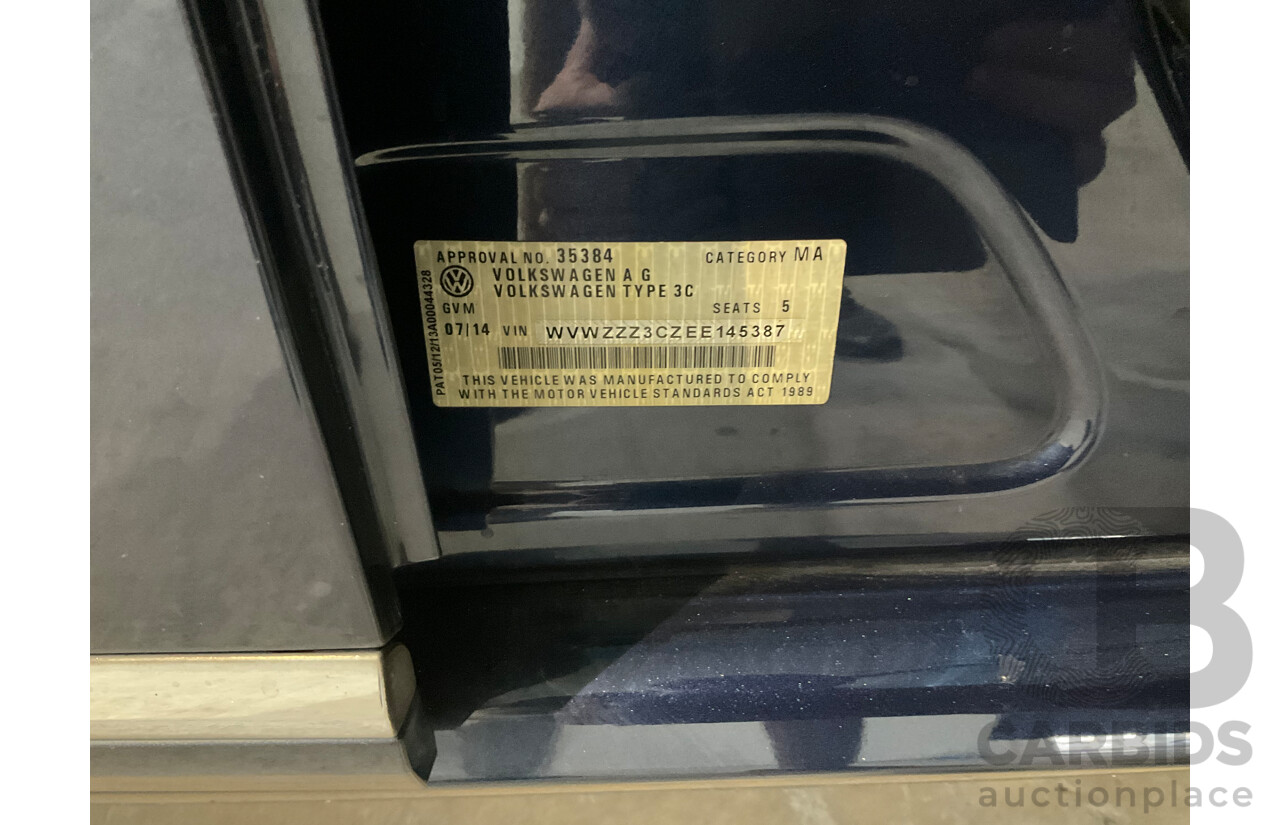 APPROVAL NO. 35384 CATEGORY MA
VOLKSWAGEN A G
VOLKSWAGEN TYPE 3C
GVM SEATS 5
07/14 VIN WVWZZZ3CZEE145387
THIS VEHICLE WAS MANUFACTURED TO COMPLY
WITH THE MOTOR VEHICLE STANDARDS ACT 1989
PAT05/12/13A00044328
CARBIDS
auctionplace